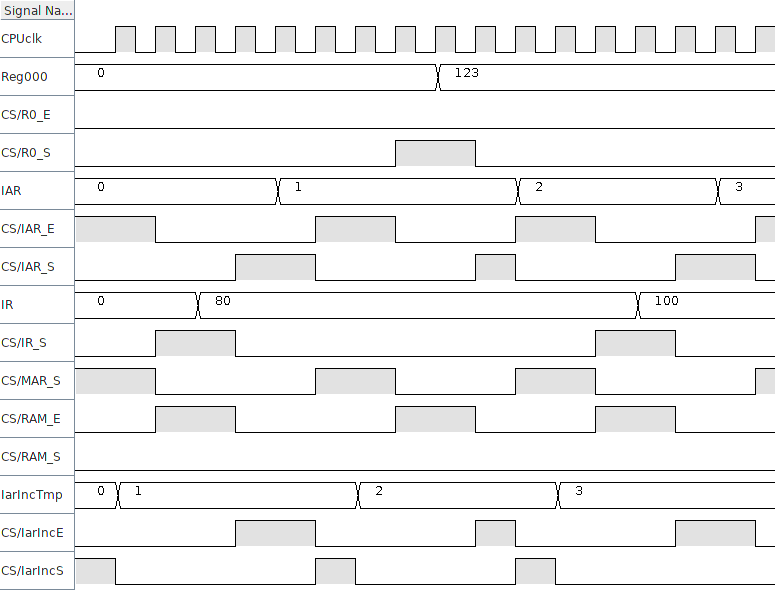 Signal Na...
CPUclk
Reg000 0 123
CS/R0_E
CS/R0_S
IAR 0 1 2 3
CS/IAR_E
CS/IAR_S
IR 0 80 100
CS/IR_S
CS/MAR_S
CS/RAM_E
CS/RAM_S
IarIncTmp 0 1 2 3
CS/IarIncE
CS/IarIncS